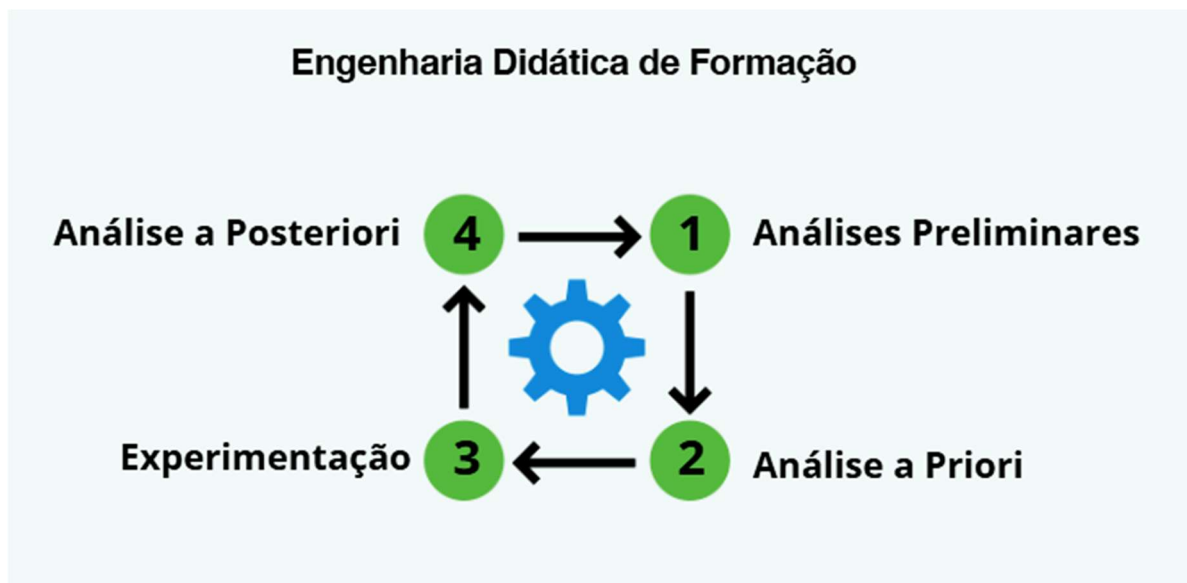 Engenharia Didática de Formação
Análise a Posteriori 4 1 Análises Preliminares
Experimentação 3 2 Análise a Priori